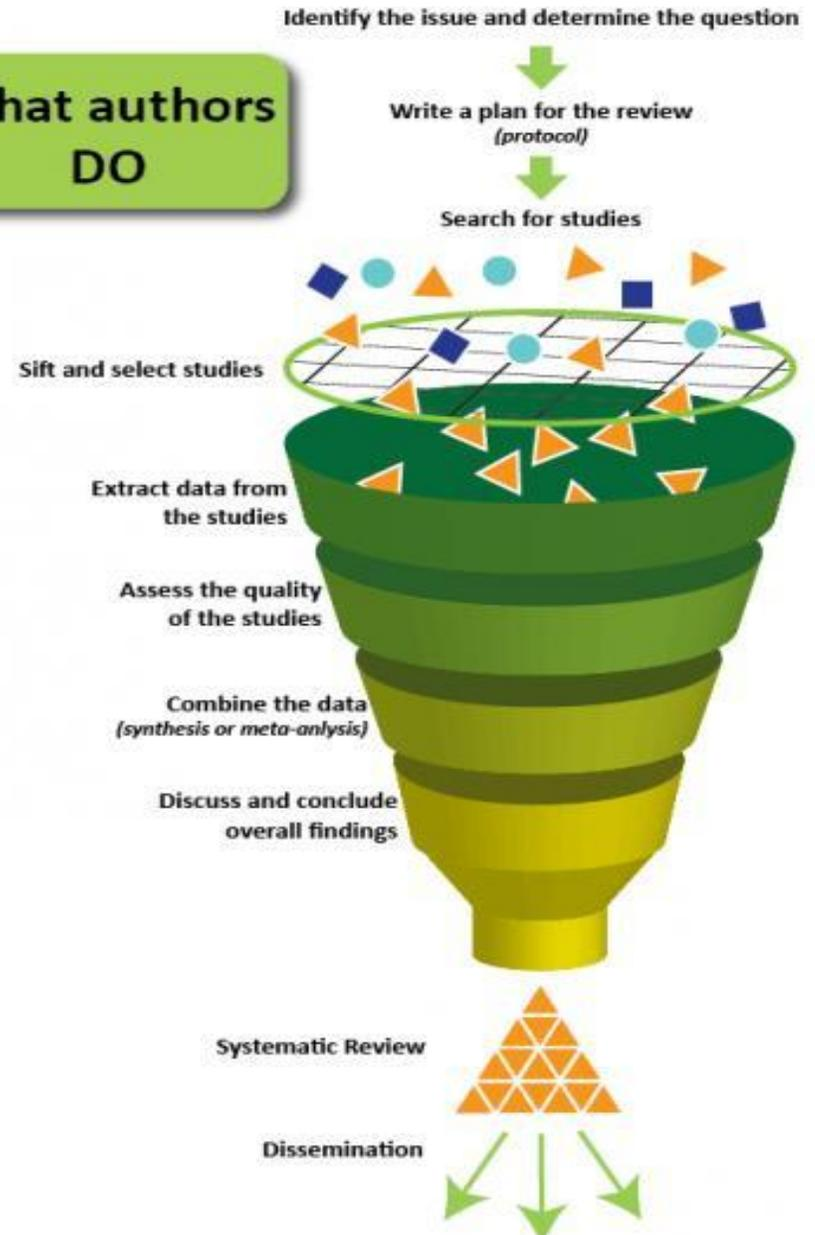 Identify the issue and determine the question
hat authors
DO
Write a plan for the review
(protocol)
Search for studies
Sift and select studies
Extract data from
the studies
Assess the quality
of the studies
Combine the data
(synthesis or meta-anlysis)
Discuss and conclude
overall findings
Systematic Review
Dissemination